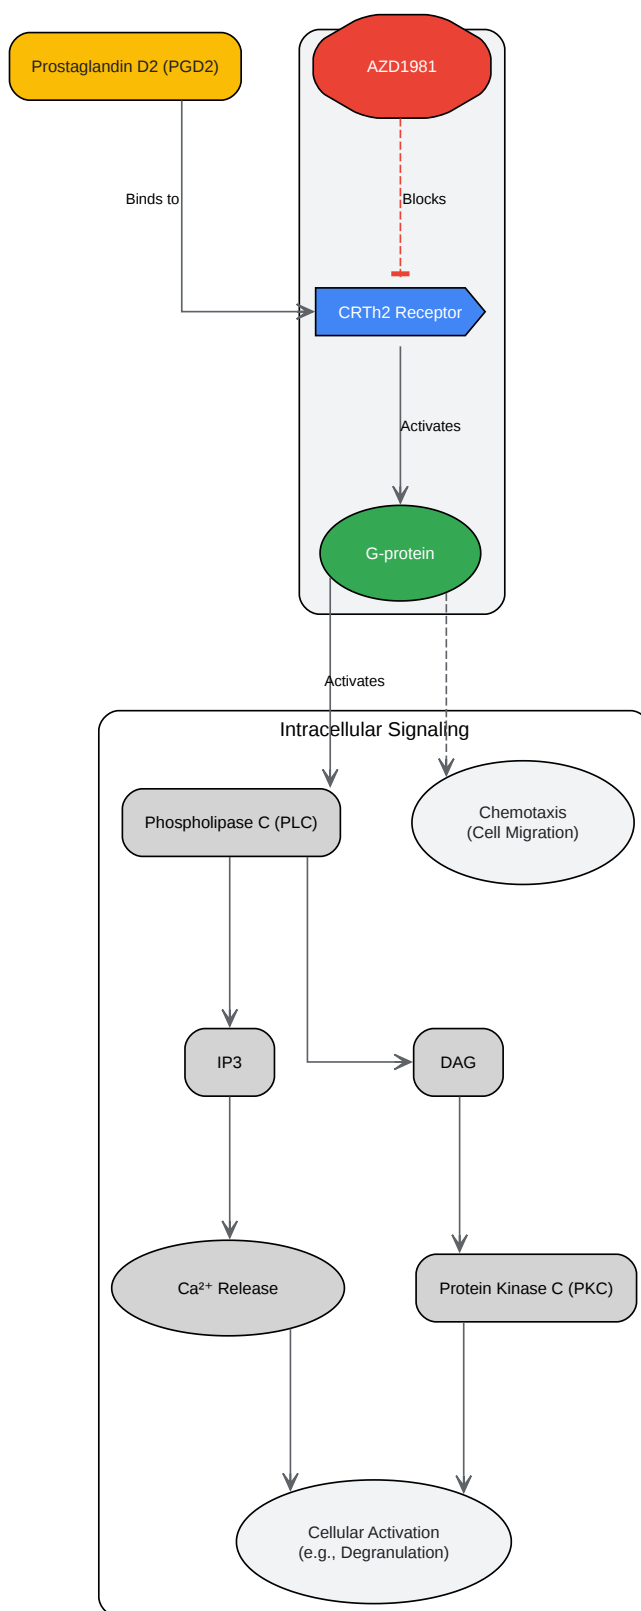 Prostaglandin D2 (PGD2)
AZD1981
Binds to
Blocks
CRTh2 Receptor
Activates
G-protein
Activates
Intracellular Signaling
Phospholipase C (PLC)
Chemotaxis
(Cell Migration)
IP3
DAG
Ca²⁺ Release
Protein Kinase C (PKC)
Cellular Activation
(e.g., Degranulation)